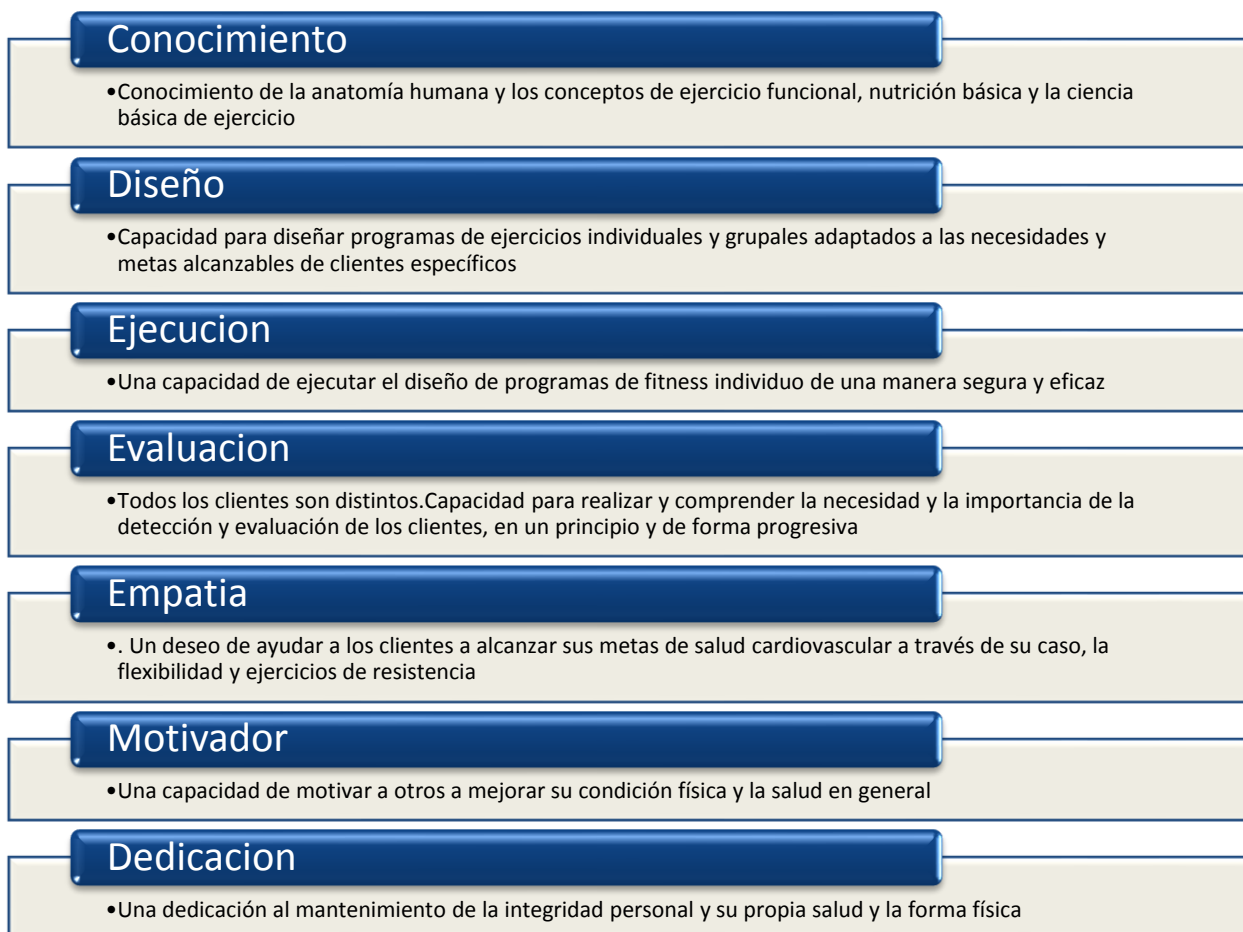 Conocimiento
•Conocimiento de la anatomía humana y los conceptos de ejercicio funcional, nutrición básica y la ciencia
básica de ejercicio
Diseño
•Capacidad para diseñar programas de ejercicios individuales y grupales adaptados a las necesidades y
metas alcanzables de clientes específicos
Ejecucion
•Una capacidad de ejecutar el diseño de programas de fitness individuo de una manera segura y eficaz
Evaluacion
•Todos los clientes son distintos.Capacidad para realizar y comprender la necesidad y la importancia de la
detección y evaluación de los clientes, en un principio y de forma progresiva
Empatia
•. Un deseo de ayudar a los clientes a alcanzar sus metas de salud cardiovascular a través de su caso, la
flexibilidad y ejercicios de resistencia
Motivador
•Una capacidad de motivar a otros a mejorar su condición física y la salud en general
Dedicacion
•Una dedicación al mantenimiento de la integridad personal y su propia salud y la forma física